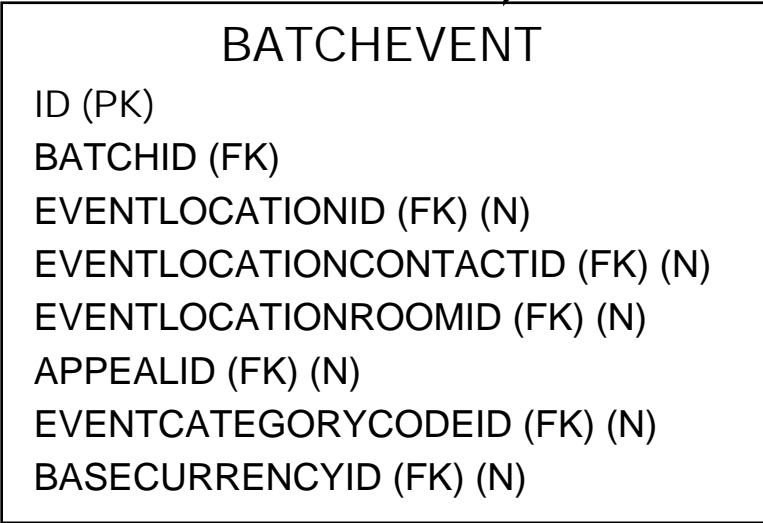 BATCHEVENT
ID (PK)
BATCHID (FK)
EVENTLOCATIONID (FK) (N)
EVENTLOCATIONCONTACTID (FK) (N)
EVENTLOCATIONROOMID (FK) (N)
APPEALID (FK) (N)
EVENTCATEGORYCODEID (FK) (N)
BASECURRENCYID (FK) (N)